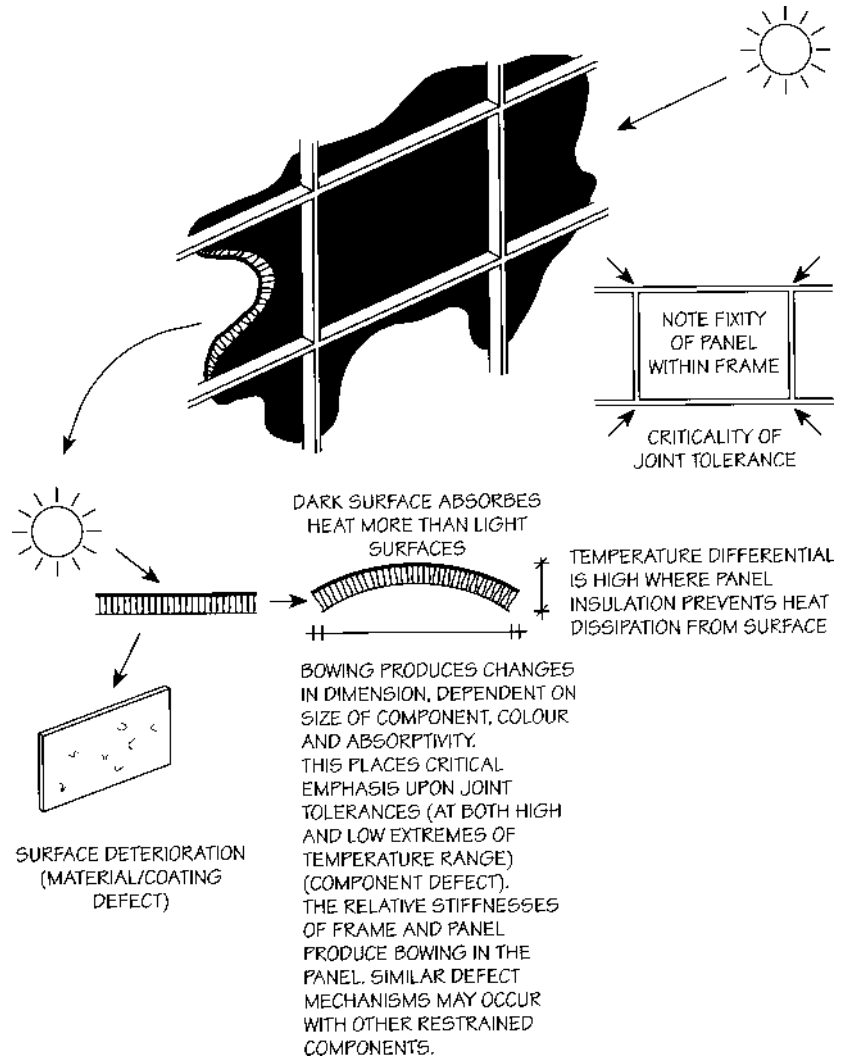 NOTE FIXITY
OF PANEL
WITHIN FRAME
CRITICALITY OF
JOINT TOLERANCE
DARK SURFACE ABSORBES
HEAT MORE THAN LIGHT
SURFACES
TEMPERATURE DIFFERENTIAL
IS HIGH WHERE PANEL
INSULATION PREVENTS HEAT
DISSIPATION FROM SURFACE
BOWING PRODUCES CHANGES
IN DIMENSION, DEPENDENT ON
SIZE OF COMPONENT, COLOUR
AND ABSORPTIVITY.
THIS PLACES CRITICAL
EMPHASIS UPON JOINT
TOLERANCES (AT BOTH HIGH
AND LOW EXTREMES OF
TEMPERATURE RANGE)
(COMPONENT DEFECT).
THE RELATIVE STIFFNESSES
OF FRAME AND PANEL
PRODUCE BOWING IN THE
PANEL. SIMILAR DEFECT
MECHANISMS MAY OCCUR
WITH OTHER RESTRAINED
COMPONENTS.
SURFACE DETERIORATION
(MATERIAL/COATING
DEFECT)